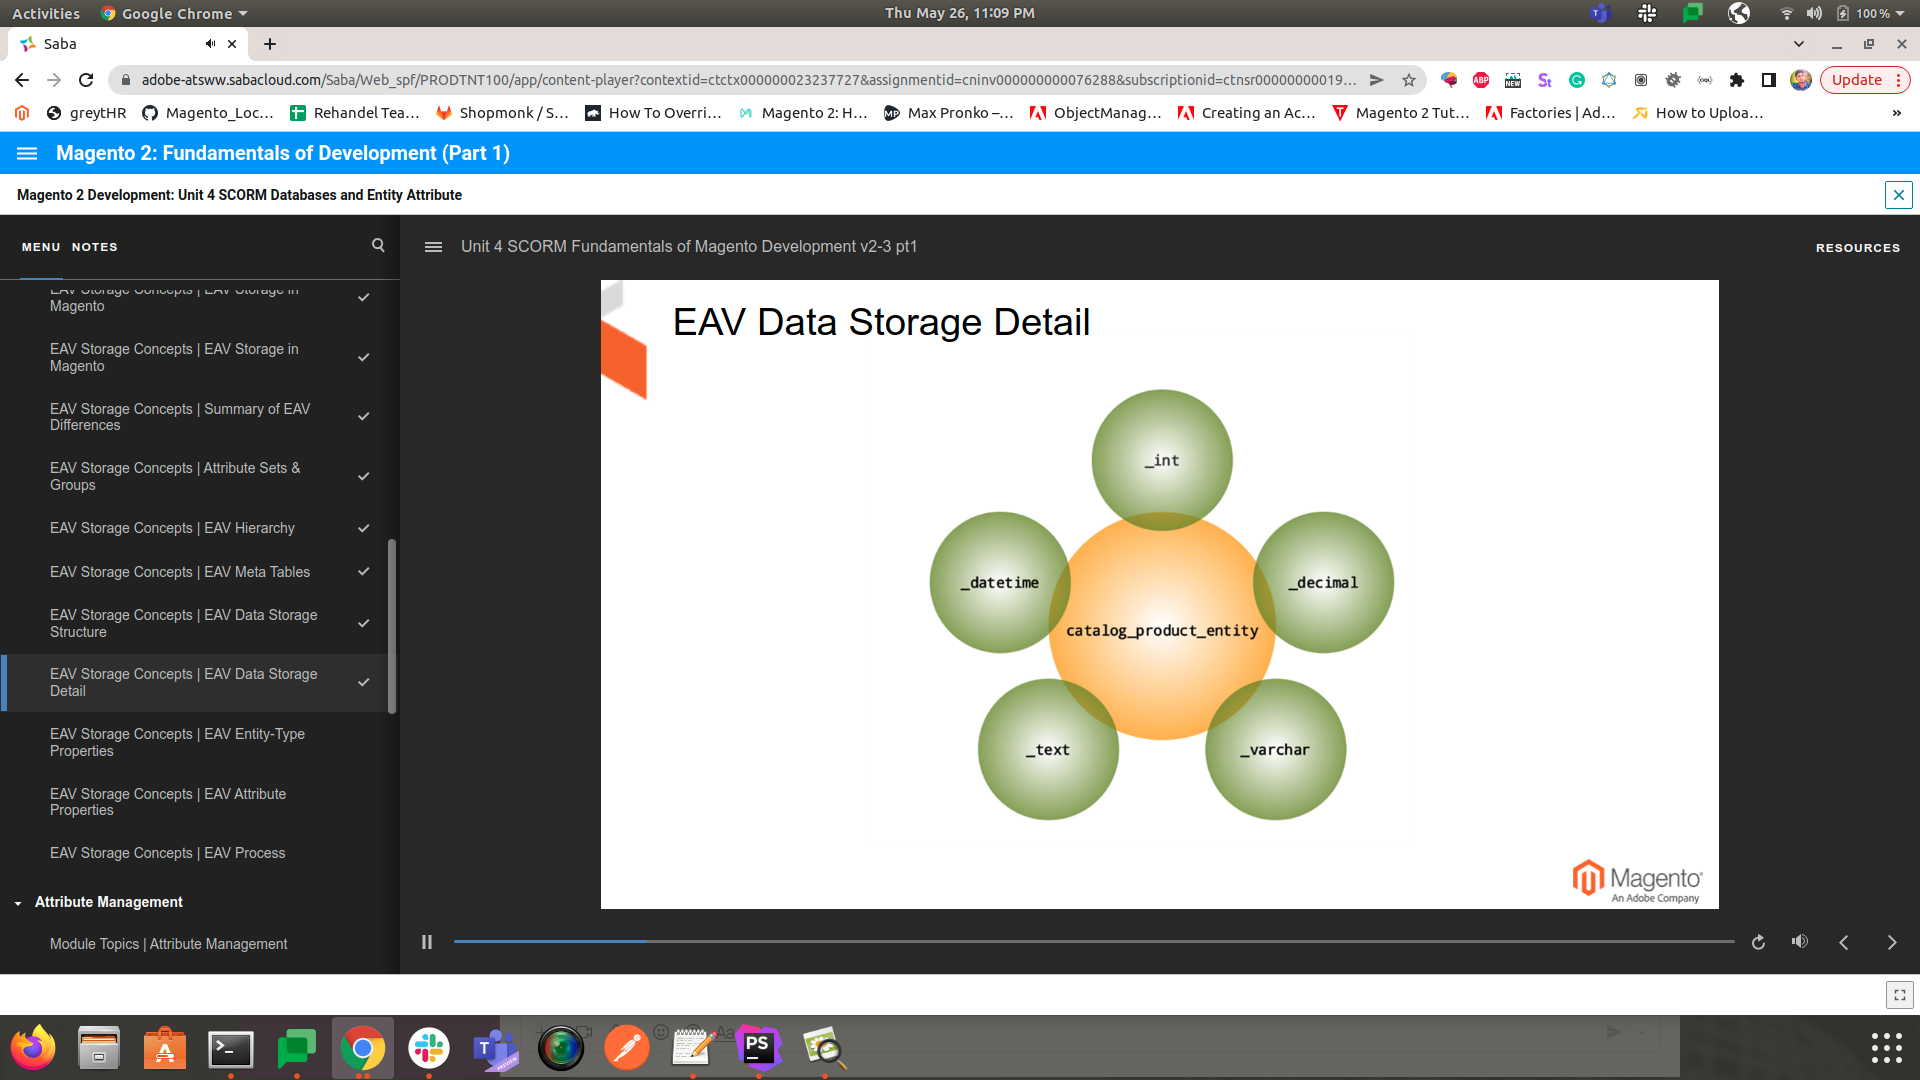 Activities
Google Chrome
Thu May 26, 11:09 PM
100 %
Saba
adobe-atsww.sabacloud.com/Saba/Web_spf/PRODTNT100/app/content-player?contextid=ctctx000000023237727&assignmentid=cninv000000000076288&subscriptionid=ctnsr00000000019...
ABP
NEW
St
Update
greytHR
Magento_Loc...
Rehandel Tea...
Shopmonk / S...
How To Overri...
Magento 2: H...
MP
Max Pronko –...
ObjectManag...
Creating an Ac...
Magento 2 Tut...
Factories | Ad...
How to Uploa...
»
Magento 2: Fundamentals of Development (Part 1)
Magento 2 Development: Unit 4 SCORM Databases and Entity Attribute
MENU
NOTES
Unit 4 SCORM Fundamentals of Magento Development v2-3 pt1
RESOURCES
EAV Storage Concepts | EAV Storage in
Magento
EAV Storage Concepts | EAV Storage in
Magento
EAV Storage Concepts | Summary of EAV
Differences
EAV Storage Concepts | Attribute Sets &
Groups
EAV Storage Concepts | EAV Hierarchy
EAV Storage Concepts | EAV Meta Tables
EAV Storage Concepts | EAV Data Storage
Structure
EAV Storage Concepts | EAV Data Storage
Detail
EAV Storage Concepts | EAV Entity-Type
Properties
EAV Storage Concepts | EAV Attribute
Properties
EAV Storage Concepts | EAV Process
Attribute Management
Module Topics | Attribute Management
EAV Data Storage Detail
_int
_datetime
_decimal
catalog_product_entity
_text
_varchar
Magento
An Adobe Company
PS